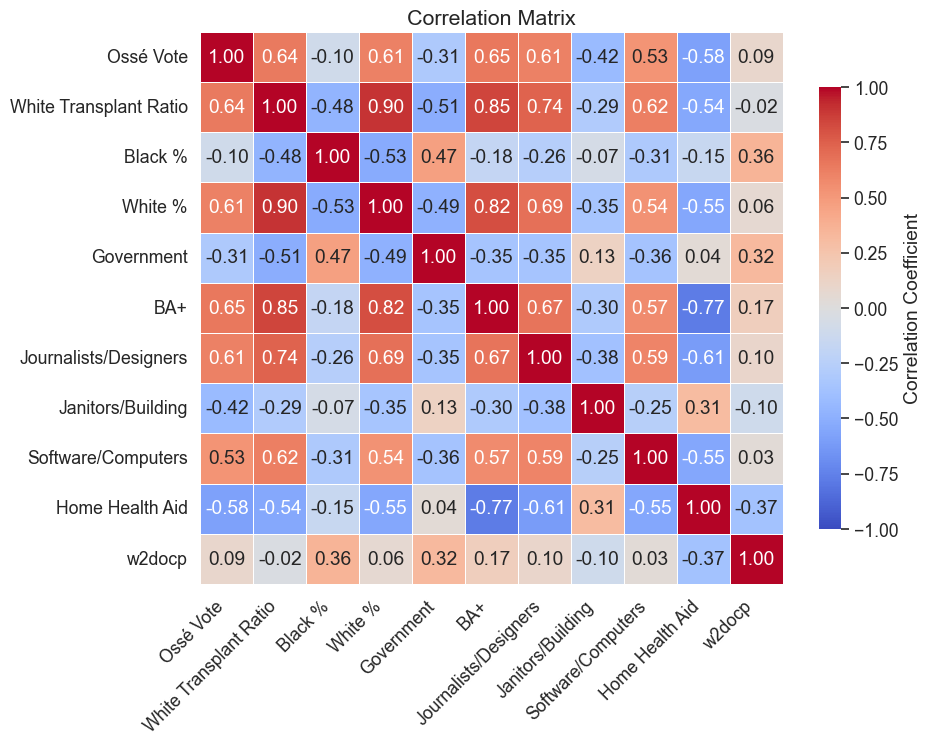 Correlation Matrix
Ossé Vote 1.00 0.64 -0.10 0.61 -0.31 0.65 0.61 -0.42 0.53 -0.58 0.09
White Transplant Ratio 0.64 1.00 -0.48 0.90 -0.51 0.85 0.74 -0.29 0.62 -0.54 -0.02
Black % -0.10 -0.48 1.00 -0.53 0.47 -0.18 -0.26 -0.07 -0.31 -0.15 0.36
White % 0.61 0.90 -0.53 1.00 -0.49 0.82 0.69 -0.35 0.54 -0.55 0.06
Government -0.31 -0.51 0.47 -0.49 1.00 -0.35 -0.35 0.13 -0.36 0.04 0.32
BA+ 0.65 0.85 -0.18 0.82 -0.35 1.00 0.67 -0.30 0.57 -0.77 0.17
Journalists/Designers 0.61 0.74 -0.26 0.69 -0.35 0.67 1.00 -0.38 0.59 -0.61 0.10
Janitors/Building -0.42 -0.29 -0.07 -0.35 0.13 -0.30 -0.38 1.00 -0.25 0.31 -0.10
Software/Computers 0.53 0.62 -0.31 0.54 -0.36 0.57 0.59 -0.25 1.00 -0.55 0.03
Home Health Aid -0.58 -0.54 -0.15 -0.55 0.04 -0.77 -0.61 0.31 -0.55 1.00 -0.37
w2docp 0.09 -0.02 0.36 0.06 0.32 0.17 0.10 -0.10 0.03 -0.37 1.00
Ossé Vote
White Transplant Ratio
Black %
White %
Government
BA+
Journalists/Designers
Janitors/Building
Software/Computers
Home Health Aid
w2docp
1.00
0.75
0.50
0.25
0.00
−0.25
−0.50
−0.75
−1.00
Correlation Coefficient